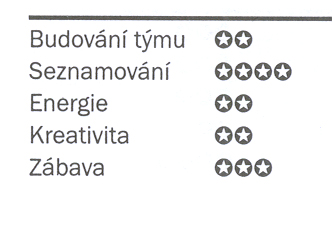 Budování týmu ✪✪
Seznamování ✪✪✪✪
Energie ✪✪
Kreativita ✪✪
Zábava ✪✪✪